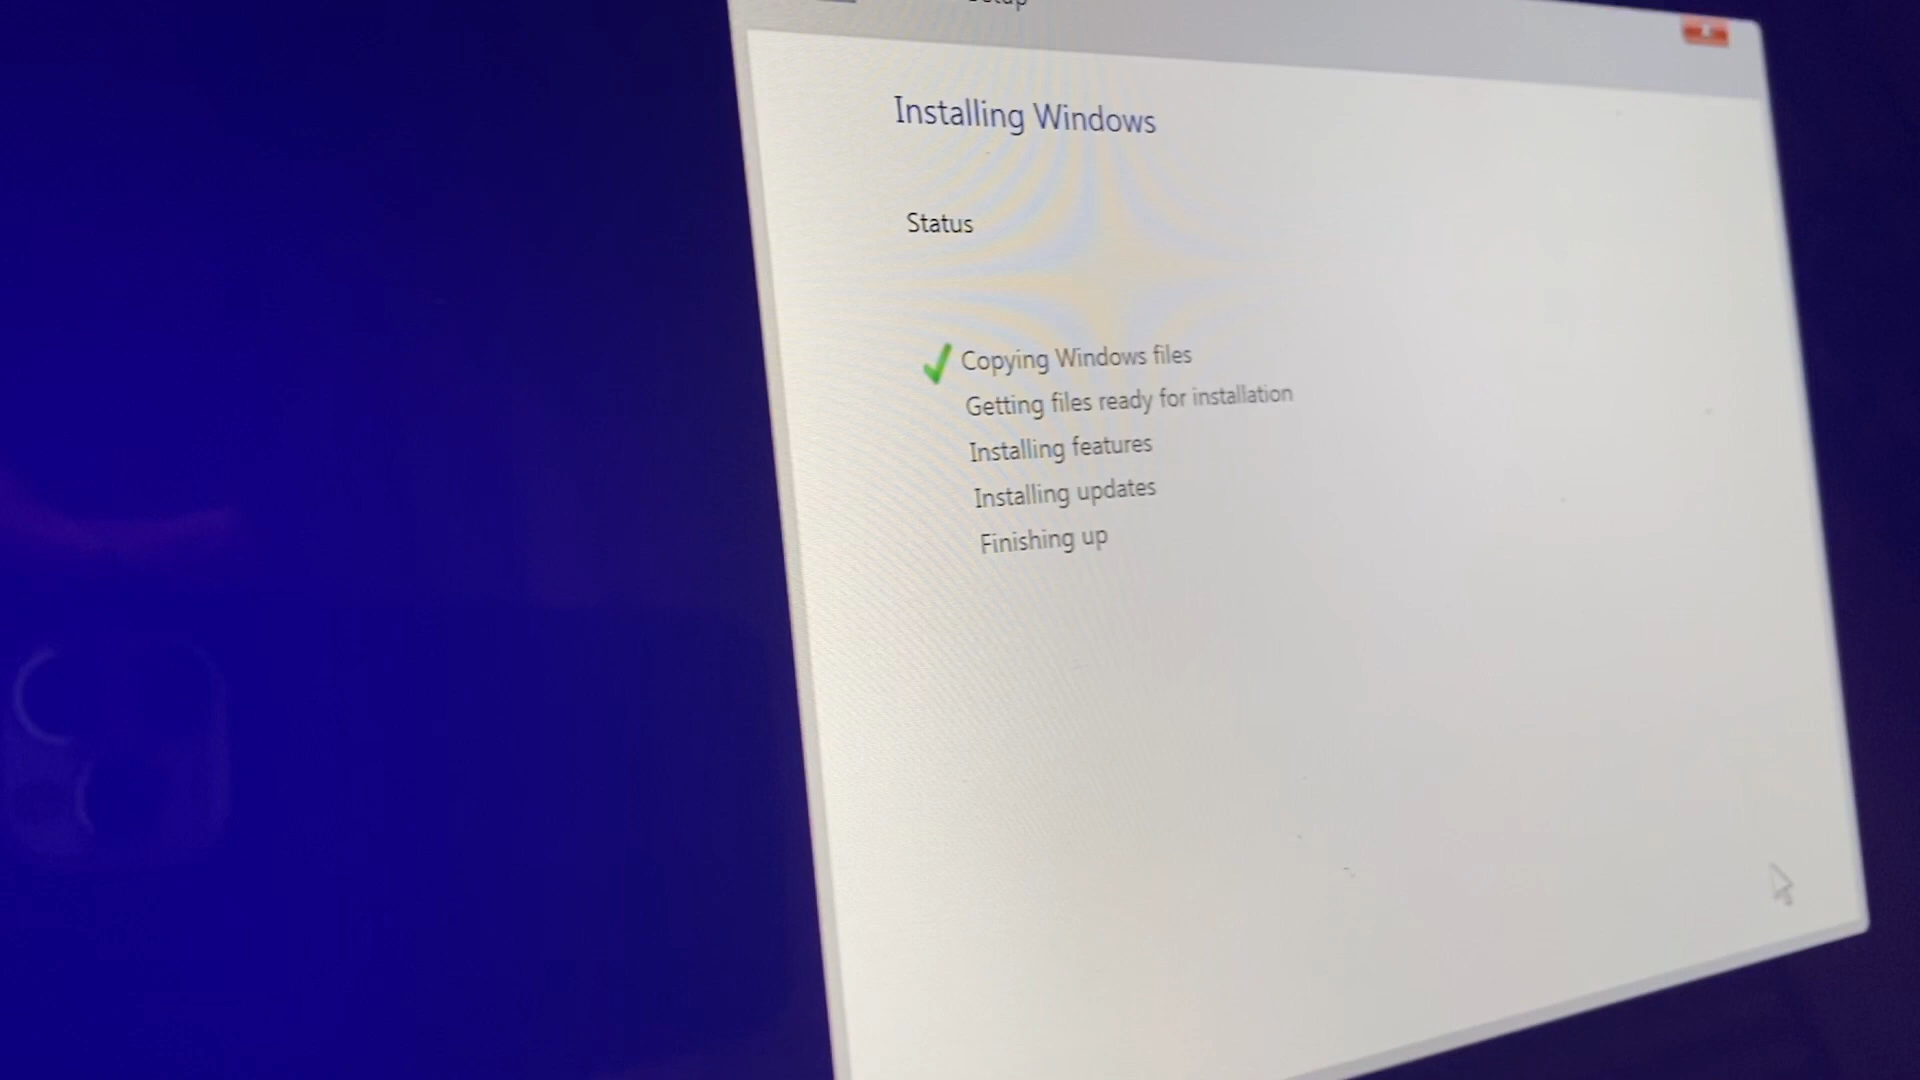 Installing Windows
Status
Copying Windows files
Getting files ready for installation
Installing features
Installing updates
Finishing up